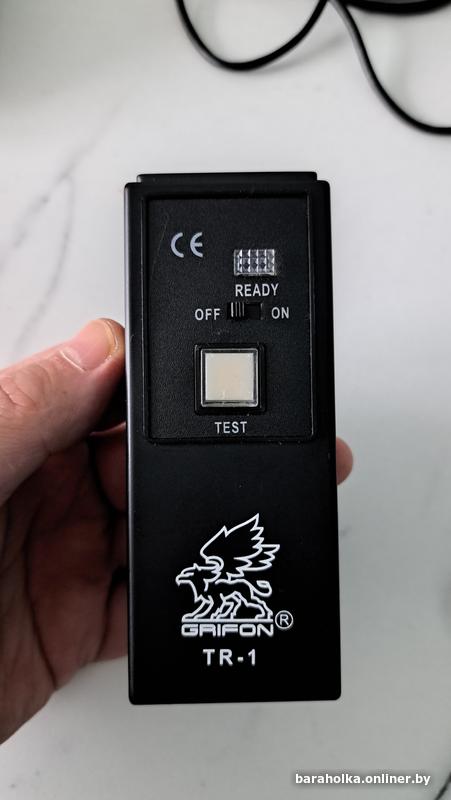 CE
READY
OFF ON
TEST
GRIFON®
TR-1
baraholka.onliner.by